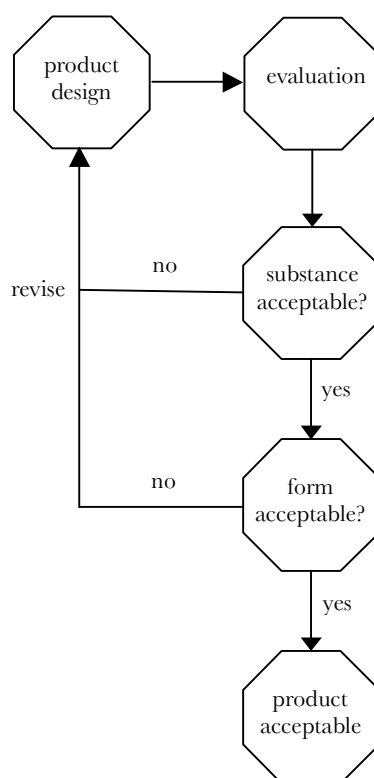 product
design
evaluation
no
substance
acceptable?
revise
yes
no
form
acceptable?
yes
product
acceptable